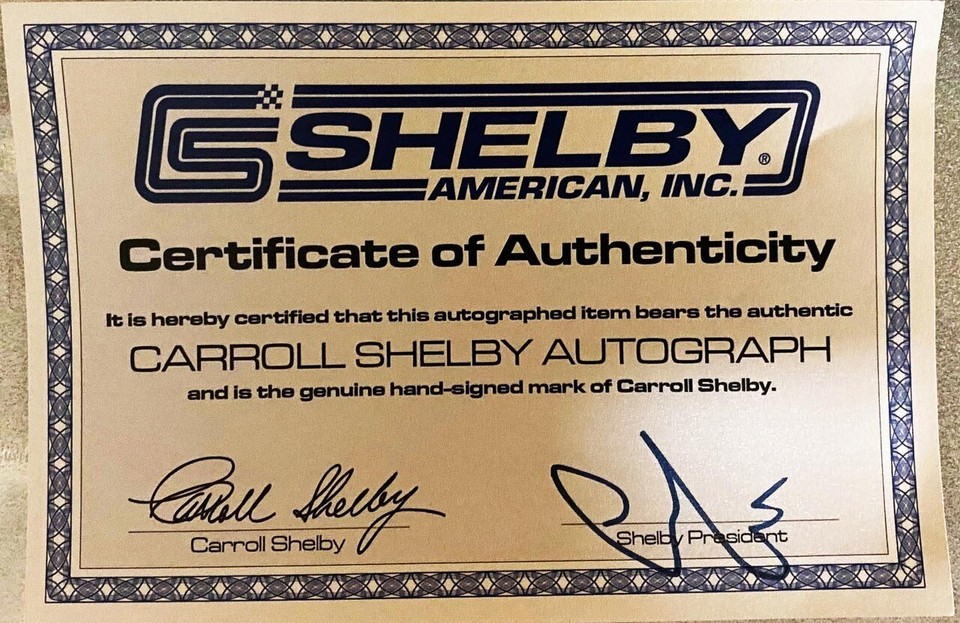 CS SHELBY®
AMERICAN, INC.
Certificate of Authenticity
It is hereby certified that this autographed item bears the authentic
CARROLL SHELBY AUTOGRAPH
and is the genuine hand-signed mark of Carroll Shelby.
Carroll Shelby
Carroll Shelby
Shelby President